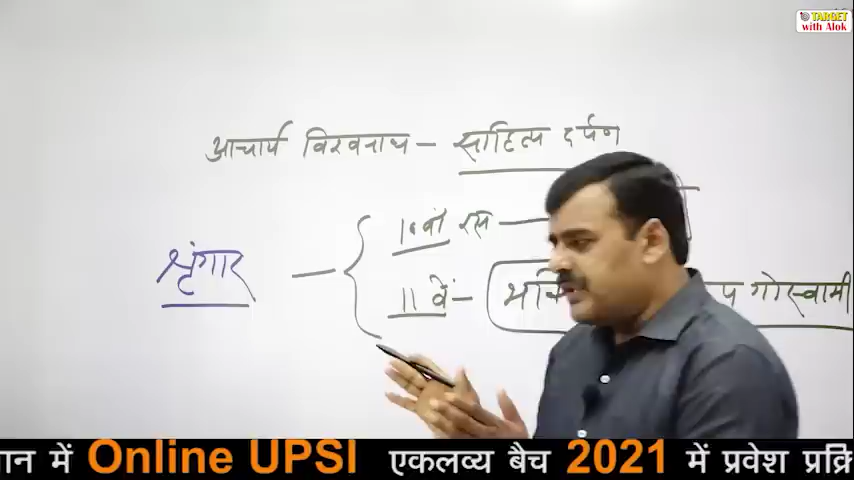 TARGET
with Alok
आचार्य विश्वनाथ - साहित्य दर्पण
श्रृंगार
10वां रस
11 वें - गोस्वामी
में Online UPSI एकलव्य बैच 2021 में प्रवेश